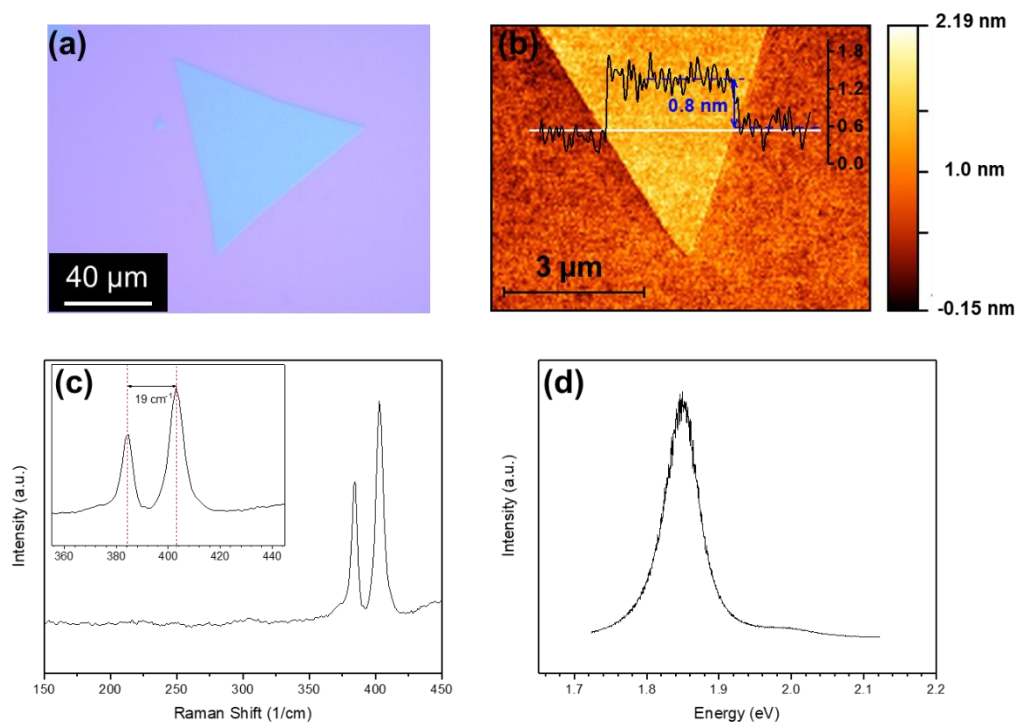 (a)
40 µm
(b)
1.8
1.2
0.6
0.0
0.8 nm
3 µm
2.19 nm
1.0 nm
-0.15 nm
(c)
19 cm⁻¹
360 380 400 420 440
Intensity (a.u.)
150 200 250 300 350 400 450
Raman Shift (1/cm)
(d)
Intensity (a.u.)
1.7 1.8 1.9 2.0 2.1 2.2
Energy (eV)